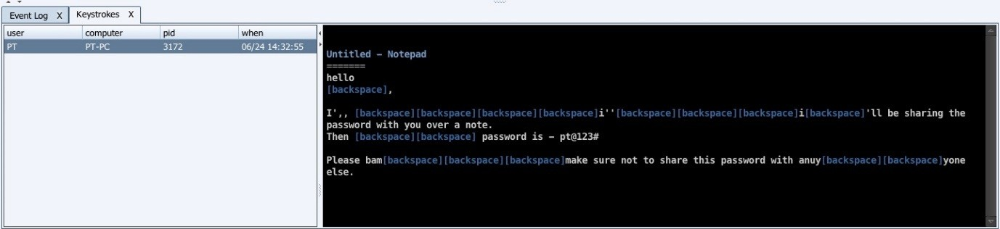 Event Log X Keystrokes X
user computer pid when
PT PT-PC 3172 06/24 14:32:55
Untitled - Notepad
=======
hello
[backspace],
I',, [backspace][backspace][backspace][backspace]i''[backspace][backspace][backspace]i[backspace]'ll be sharing the
password with you over a note.
Then [backspace][backspace] password is - pt@123#
Please bam[backspace][backspace][backspace]make sure not to share this password with anuy[backspace][backspace]yone
else.